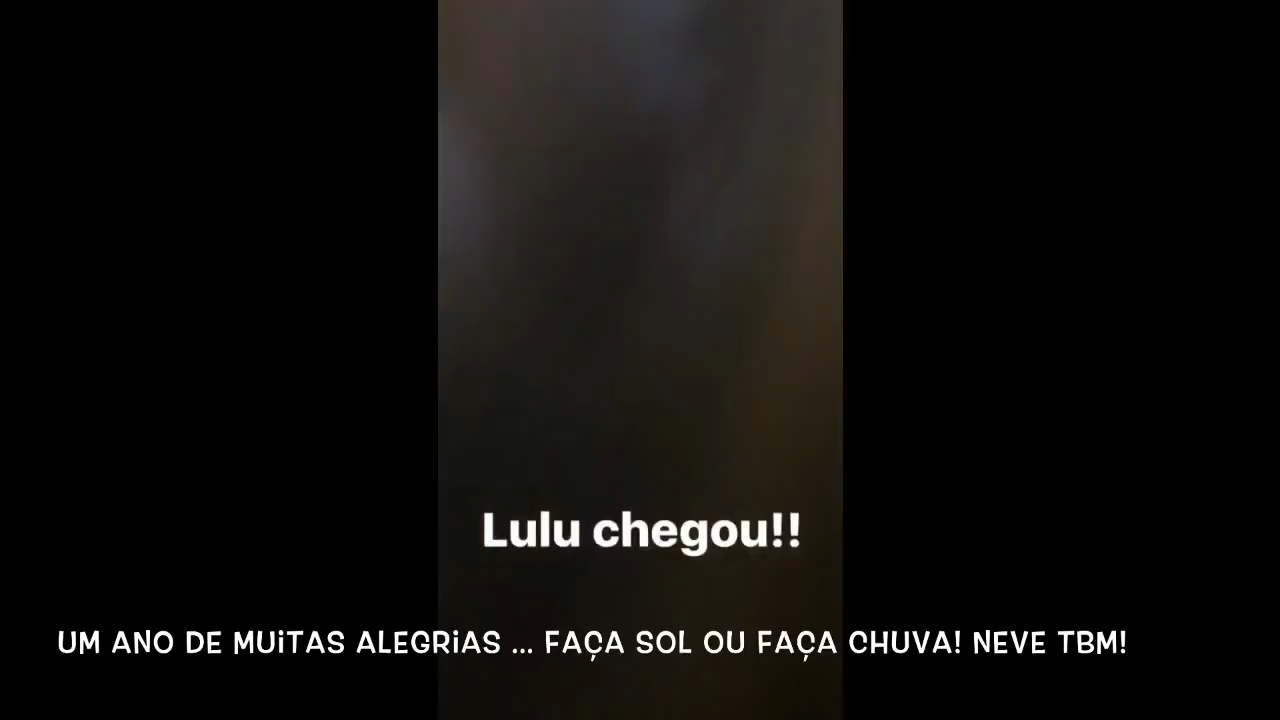 Lulu chegou!!
UM ANO DE MUITAS ALEGRIAS ... FAÇA SOL OU FAÇA CHUVA! NEVE TBM!